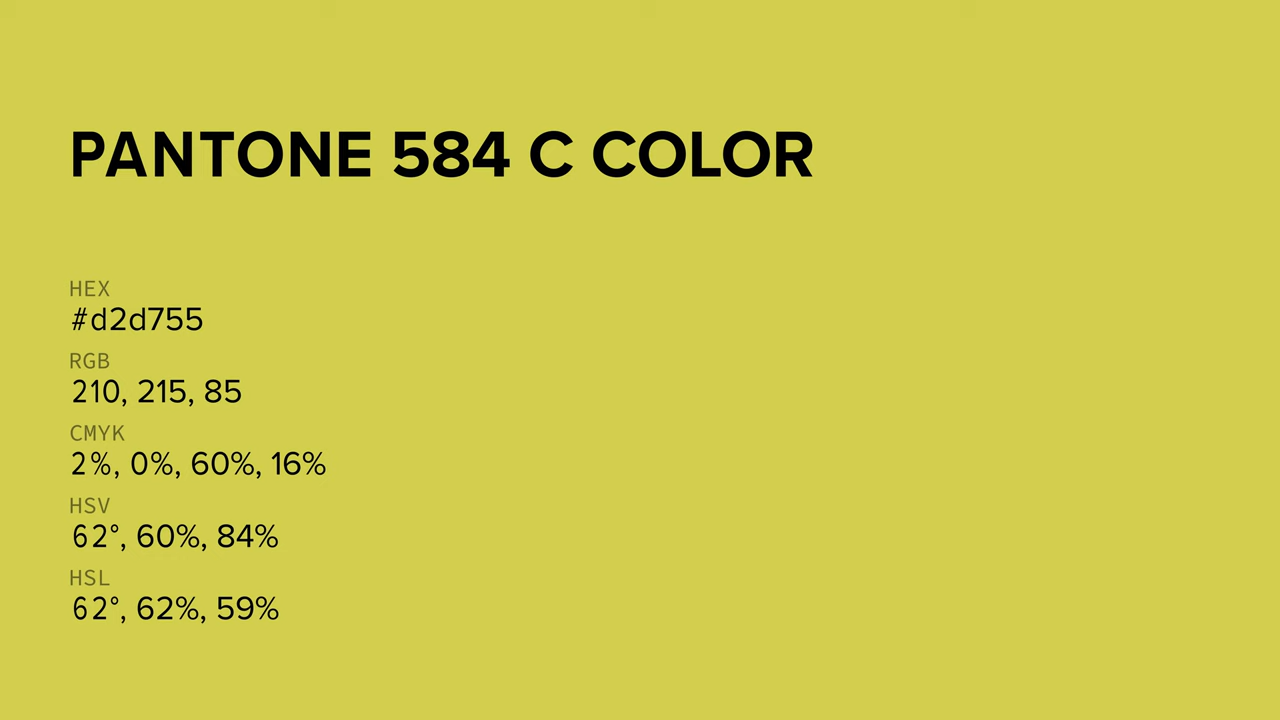 PANTONE 584 C COLOR
HEX
#d2d755
RGB
210, 215, 85
CMYK
2%, 0%, 60%, 16%
HSV
62°, 60%, 84%
HSL
62°, 62%, 59%